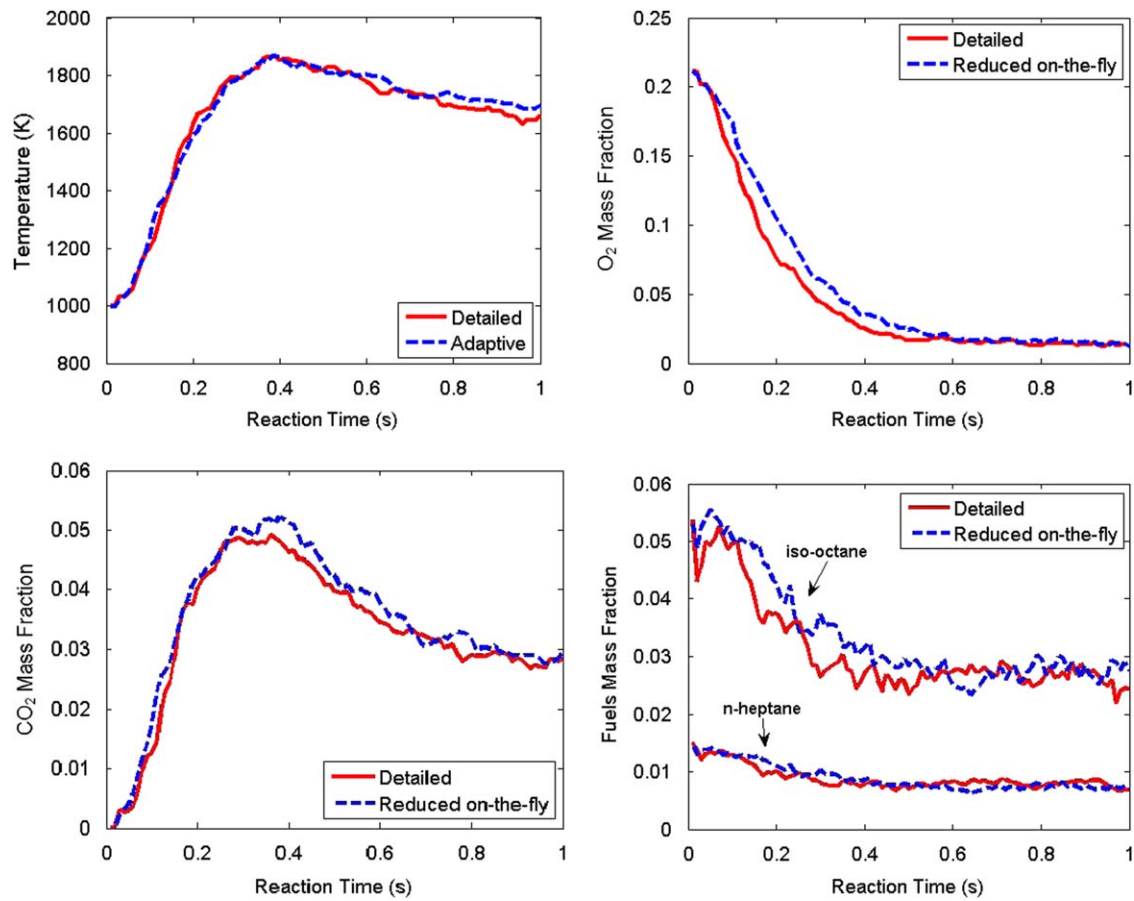 2000
1800
1600
1400
1200
1000
800
Temperature (K)
Detailed
Adaptive
0 0.2 0.4 0.6 0.8 1
Reaction Time (s)
0.25
0.2
0.15
0.1
0.05
0
O2 Mass Fraction
Detailed
Reduced on-the-fly
0 0.2 0.4 0.6 0.8 1
Reaction Time (s)
0.06
0.05
0.04
0.03
0.02
0.01
0
CO2 Mass Fraction
Detailed
Reduced on-the-fly
0 0.2 0.4 0.6 0.8 1
Reaction Time (s)
0.06
0.05
0.04
0.03
0.02
0.01
0
Fuels Mass Fraction
Detailed
Reduced on-the-fly
iso-octane
n-heptane
0 0.2 0.4 0.6 0.8 1
Reaction Time (s)